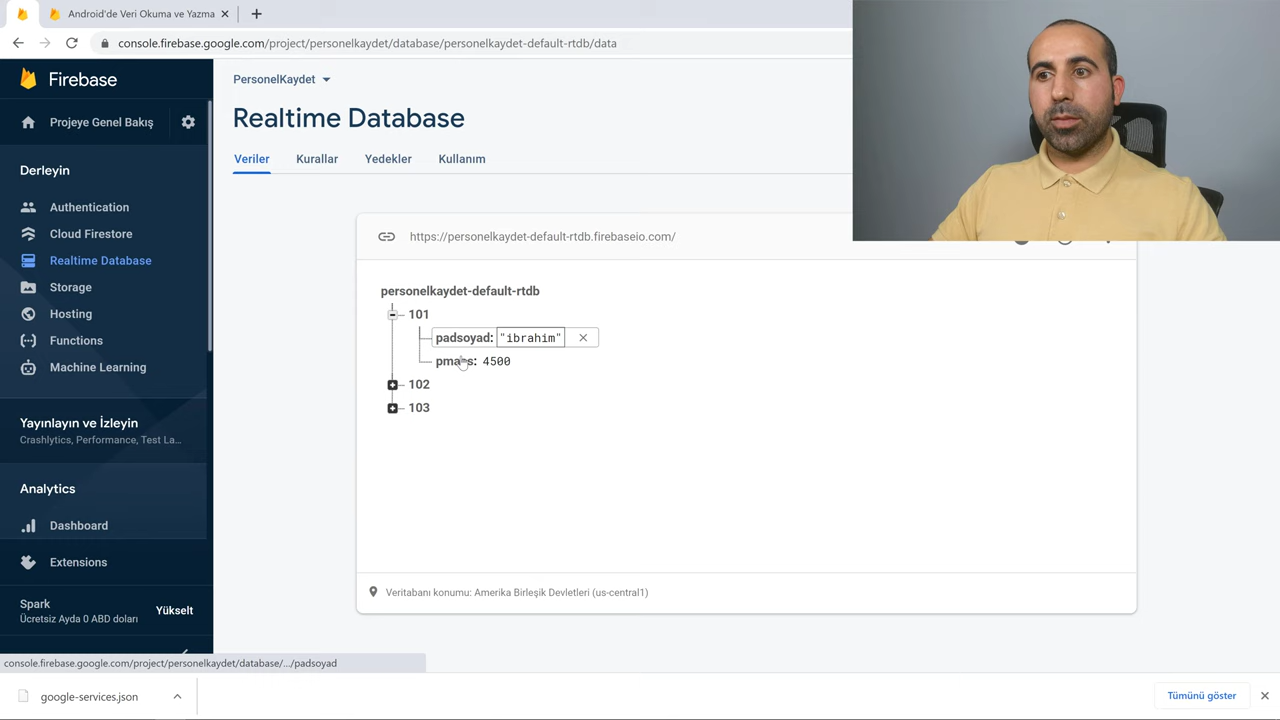 Android'de Veri Okuma ve Yazma
console.firebase.google.com/project/personelkaydet/database/personelkaydet-default-rtdb/data
Firebase
PersonelKaydet
Projeye Genel Bakış
Realtime Database
Veriler
Kurallar
Yedekler
Kullanım
Derleyin
Authentication
Cloud Firestore
Realtime Database
Storage
Hosting
Functions
Machine Learning
https://personelkaydet-default-rtdb.firebaseio.com/
personelkaydet-default-rtdb
101
padsoyad: "ibrahim"
4500
102
103
Yayınlayın ve İzleyin
Crashlytics, Performance, Test La...
Analytics
Dashboard
Extensions
Veritabanı konumu: Amerika Birleşik Devletleri (us-central1)
Spark
Ücretsiz Ayda 0 ABD doları
Yükselt
console.firebase.google.com/project/personelkaydet/database/.../padsoyad
google-services.json
Tümünü göster